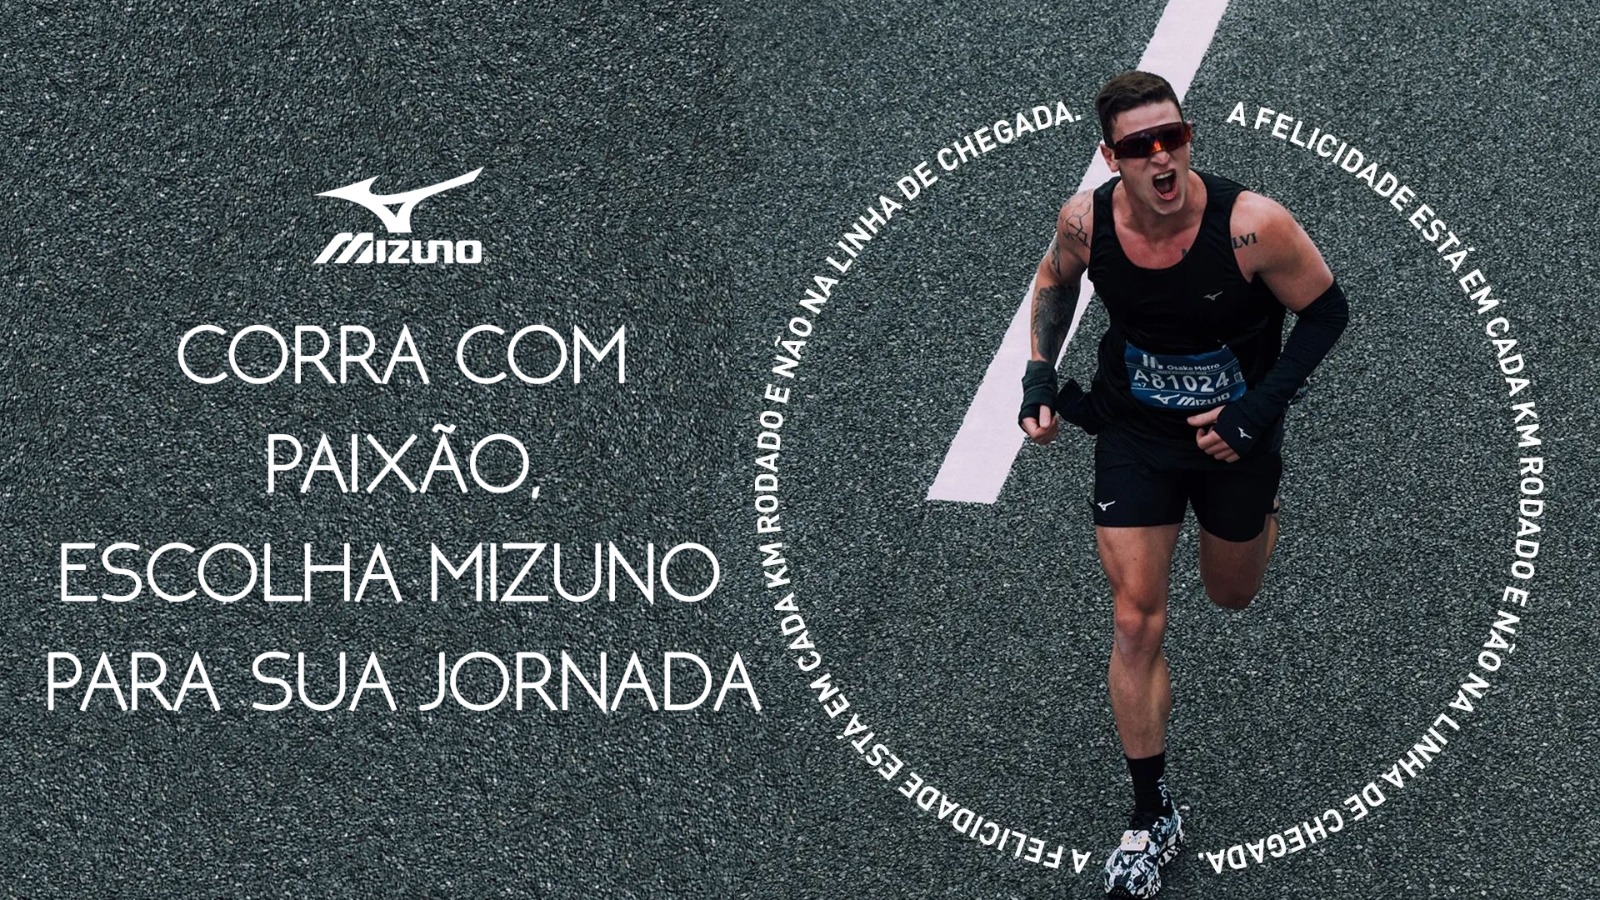 MIZUNO
CORRA COM
PAIXÃO,
ESCOLHA MIZUNO
PARA SUA JORNADA
A FELICIDADE ESTÁ EM CADA KM RODADO E NÃO NA LINHA DE CHEGADA.
A FELICIDADE ESTÁ EM CADA KM RODADO E NÃO NA LINHA DE CHEGADA.
LVI
Osaka Metro
A81024
MIZUNO